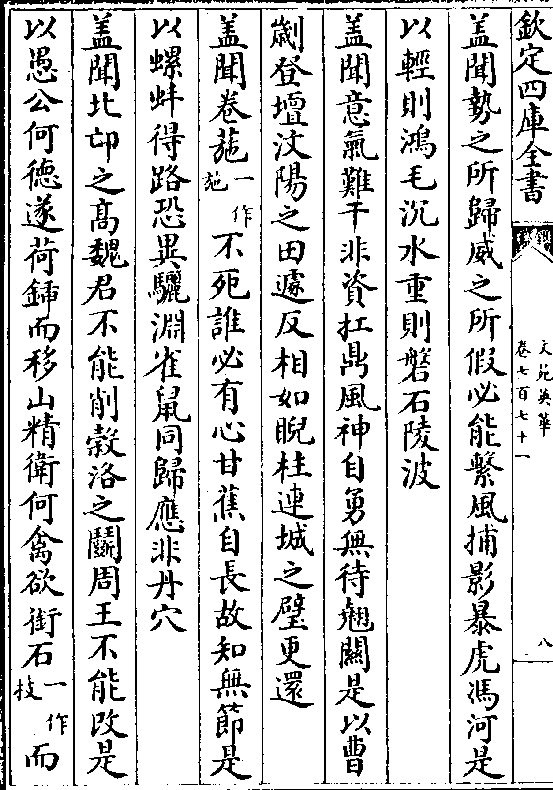 欽定四庫全書
文苑英華
卷七百七十一
八
蓋聞勢之所歸威之所假必能繫風捕影暴虎馮河是
以輕則鴻毛沉水重則磐石陵波
蓋聞意氣難干非資扛鼎風神自勇無待翹關是以曹
劌登壇汶陽之田遽反相如睨柱連城之璧更還
蓋聞卷葹一作施不死誰必有心甘蕉自長故知無節是
以螺蚌得路恐異驪淵雀鼠同歸應非丹穴
蓋聞北邙之髙魏君不能削穀洛之鬭周王不能改是
以愚公何德遂荷鍤而移山精衛何禽欲銜石一作枝而